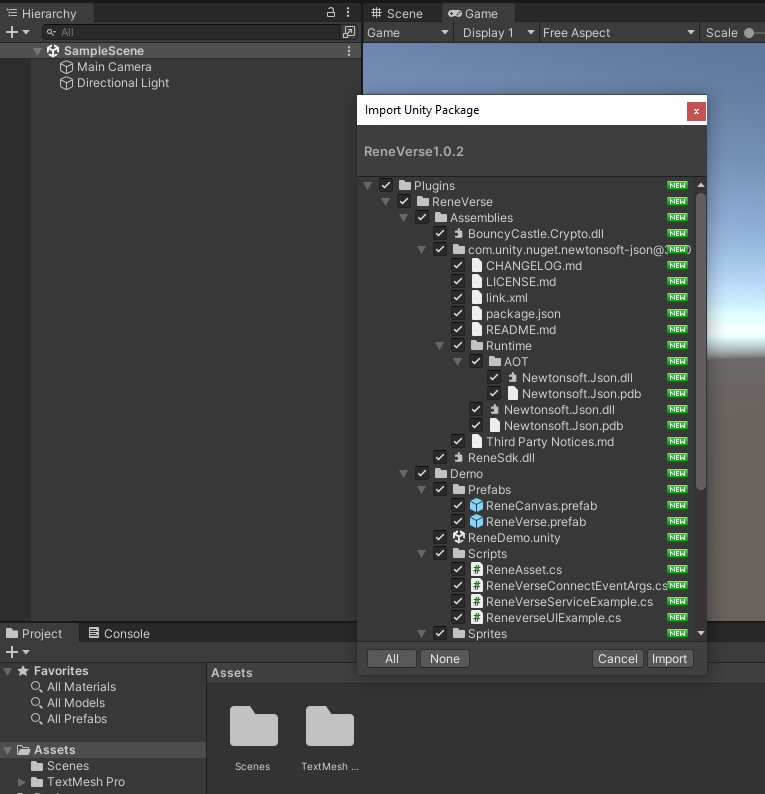 Hierarchy
All
SampleScene
Main Camera
Directional Light
Scene
Game
Game
Display 1
Free Aspect
Scale
Import Unity Package
x
ReneVerse1.0.2
Plugins NEW
ReneVerse NEW
Assemblies NEW
BouncyCastle.Crypto.dll NEW
com.unity.nuget.newtonsoft-json@ NEW
CHANGELOG.md NEW
LICENSE.md NEW
link.xml NEW
package.json NEW
README.md NEW
Runtime NEW
AOT NEW
Newtonsoft.Json.dll NEW
Newtonsoft.Json.pdb NEW
Newtonsoft.Json.dll NEW
Newtonsoft.Json.pdb NEW
Third Party Notices.md NEW
ReneSdk.dll NEW
Demo NEW
Prefabs NEW
ReneCanvas.prefab NEW
ReneVerse.prefab NEW
ReneDemo.unity NEW
Scripts NEW
ReneAsset.cs NEW
ReneVerseConnectEventArgs.cs NEW
ReneVerseServiceExample.cs NEW
ReneverseUIExample.cs NEW
Sprites NEW
All
None
Cancel
Import
Project
Console
Favorites
All Materials
All Models
All Prefabs
Assets
Scenes
TextMesh Pro
Assets
Scenes
TextMesh ...